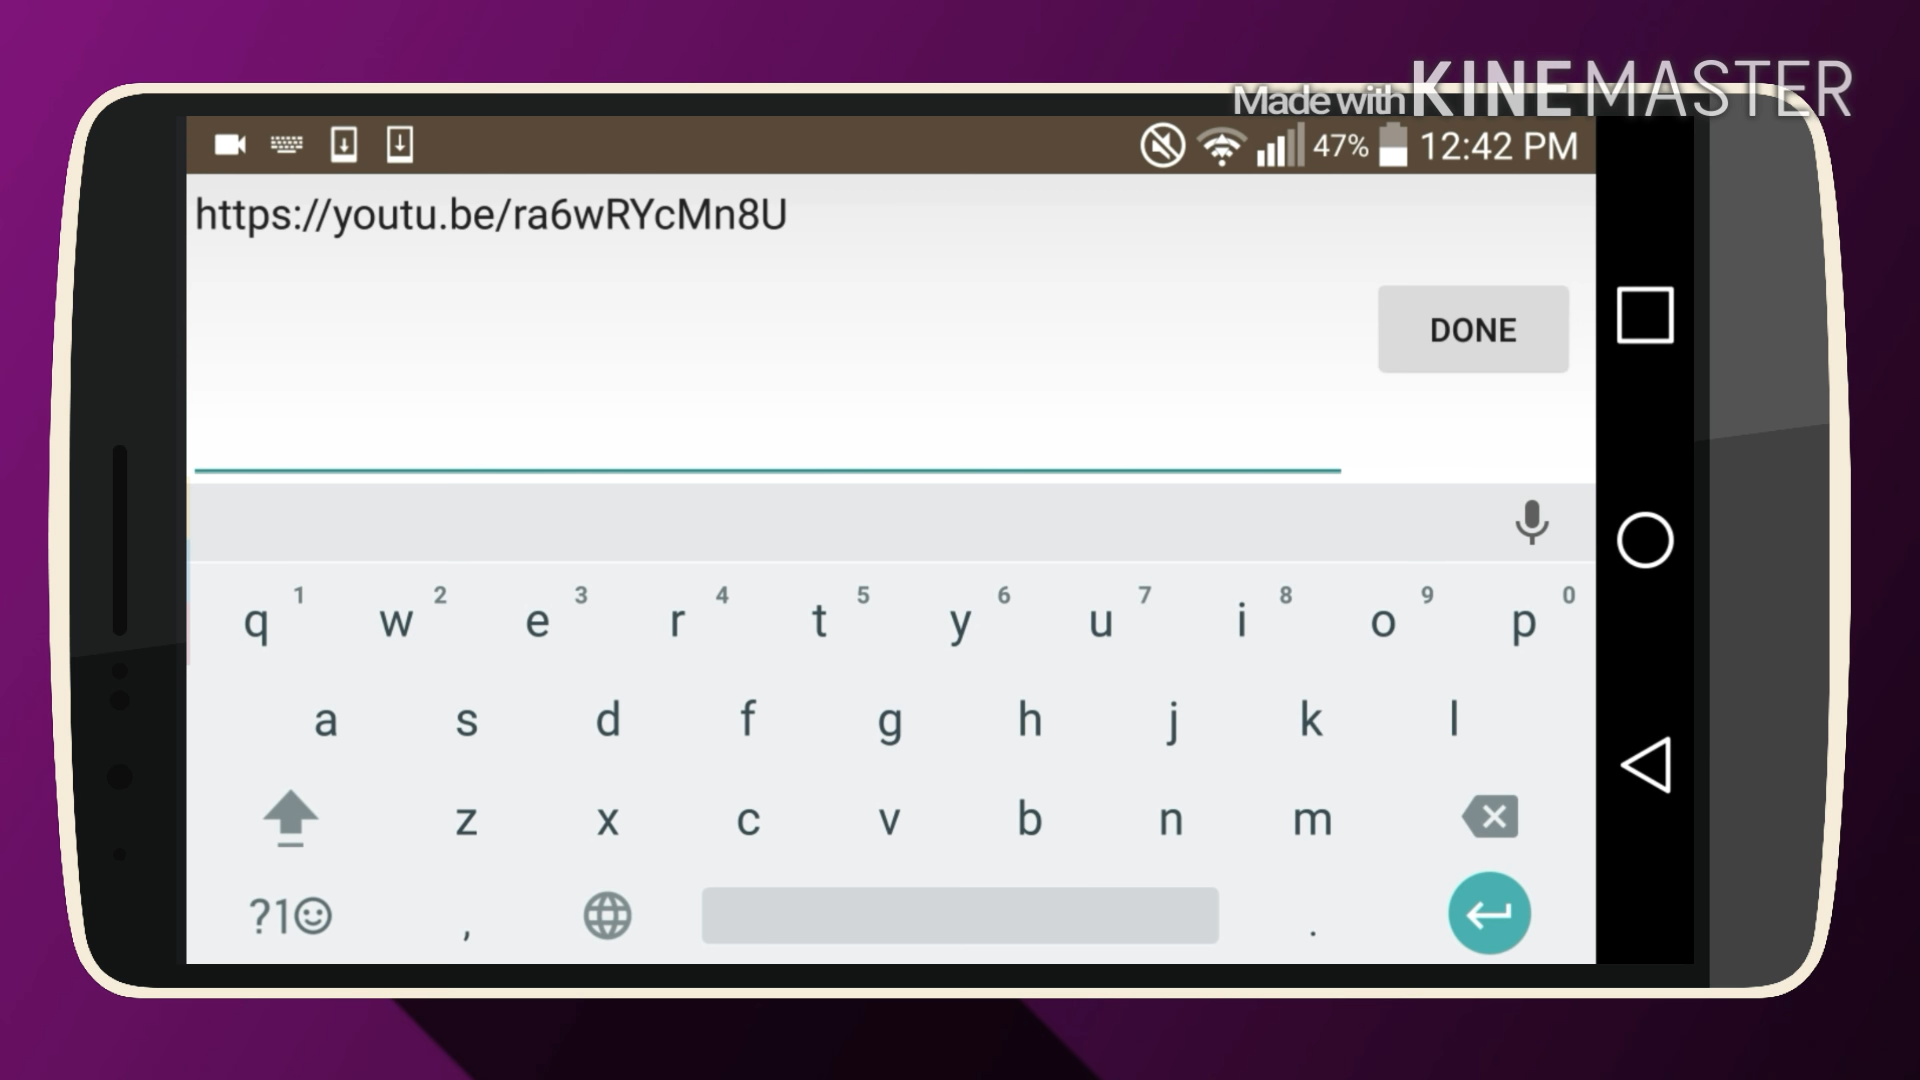 Made with KINEMASTER
47% 12:42 PM
https://youtu.be/ra6wRYcMn8U
DONE
1 2 3 4 5 6 7 8 9 0
q w e r t y u i o p
a s d f g h j k l
z x c v b n m
?1☺ , .